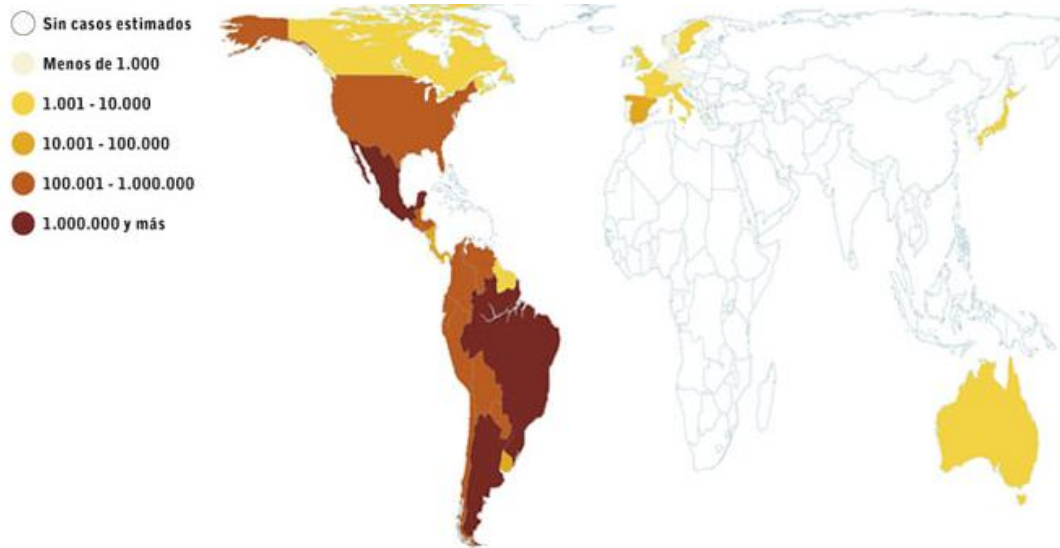 Sin casos estimados
Menos de 1.000
1.001 - 10.000
10.001 - 100.000
100.001 - 1.000.000
1.000.000 y más